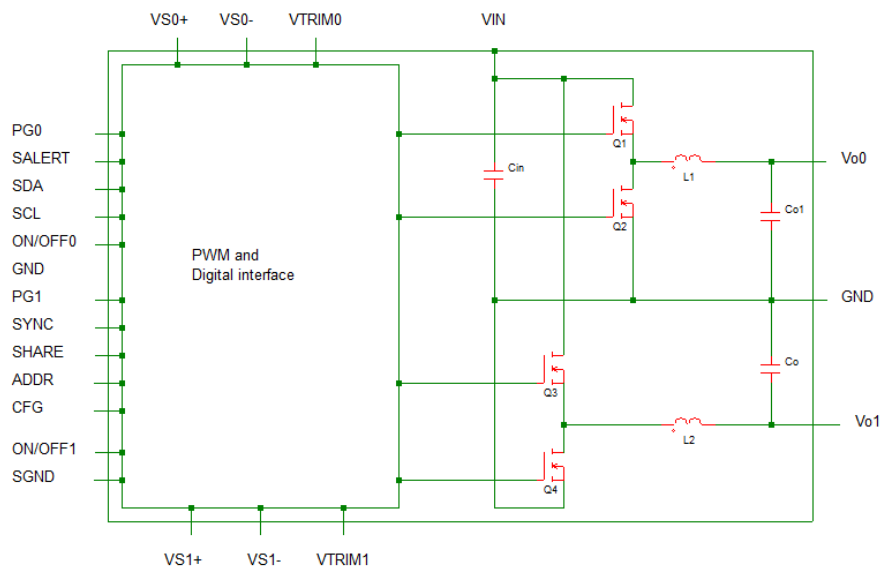 VS0+ VS0- VTRIM0 VIN
PG0
SALERT
SDA
SCL
ON/OFF0
GND
PG1
SYNC
SHARE
ADDR
CFG
ON/OFF1
SGND
PWM and
Digital interface
Cin
Q1
Q2
L1
Vo0
Co1
GND
Q3
Co
Q4
L2
Vo1
VS1+ VS1- VTRIM1